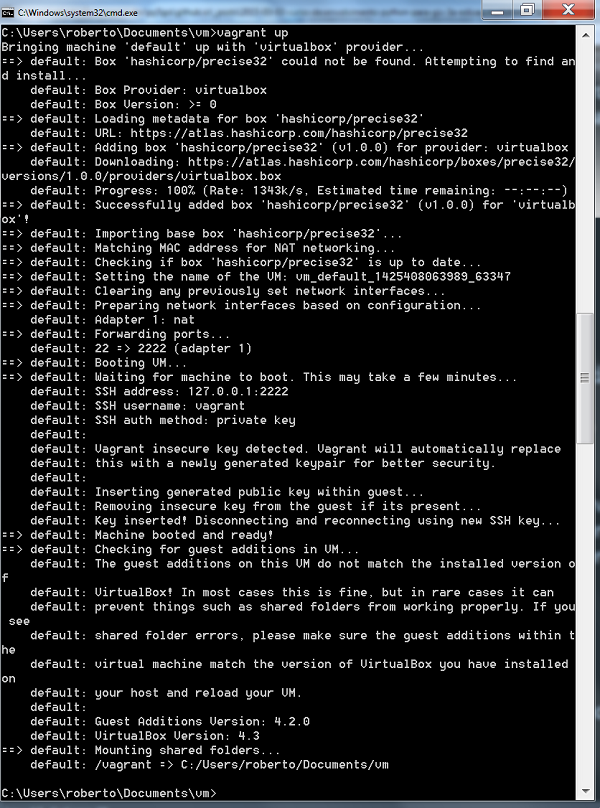 C:\Windows\system32\cmd.exe
C:\Users\roberto\Documents\vm>vagrant up
Bringing machine 'default' up with 'virtualbox' provider...
==> default: Box 'hashicorp/precise32' could not be found. Attempting to find an
d install...
    default: Box Provider: virtualbox
    default: Box Version: >= 0
==> default: Loading metadata for box 'hashicorp/precise32'
    default: URL: https://atlas.hashicorp.com/hashicorp/precise32
==> default: Adding box 'hashicorp/precise32' (v1.0.0) for provider: virtualbox
    default: Downloading: https://atlas.hashicorp.com/hashicorp/boxes/precise32/
versions/1.0.0/providers/virtualbox.box
    default: Progress: 100% (Rate: 1343k/s, Estimated time remaining: --:--:--)
==> default: Successfully added box 'hashicorp/precise32' (v1.0.0) for 'virtualb
ox'!
==> default: Importing base box 'hashicorp/precise32'...
==> default: Matching MAC address for NAT networking...
==> default: Checking if box 'hashicorp/precise32' is up to date...
==> default: Setting the name of the VM: vm_default_1425408063989_63347
==> default: Clearing any previously set network interfaces...
==> default: Preparing network interfaces based on configuration...
    default: Adapter 1: nat
==> default: Forwarding ports...
    default: 22 => 2222 (adapter 1)
==> default: Booting VM...
==> default: Waiting for machine to boot. This may take a few minutes...
    default: SSH address: 127.0.0.1:2222
    default: SSH username: vagrant
    default: SSH auth method: private key
    default:
    default: Vagrant insecure key detected. Vagrant will automatically replace
    default: this with a newly generated keypair for better security.
    default:
    default: Inserting generated public key within guest...
    default: Removing insecure key from the guest if its present...
    default: Key inserted! Disconnecting and reconnecting using new SSH key...
==> default: Machine booted and ready!
==> default: Checking for guest additions in VM...
    default: The guest additions on this VM do not match the installed version o
f
    default: VirtualBox! In most cases this is fine, but in rare cases it can
    default: prevent things such as shared folders from working properly. If you
 see
    default: shared folder errors, please make sure the guest additions within t
he
    default: virtual machine match the version of VirtualBox you have installed
on
    default: your host and reload your VM.
    default:
    default: Guest Additions Version: 4.2.0
    default: VirtualBox Version: 4.3
==> default: Mounting shared folders...
    default: /vagrant => C:/Users/roberto/Documents/vm
C:\Users\roberto\Documents\vm>